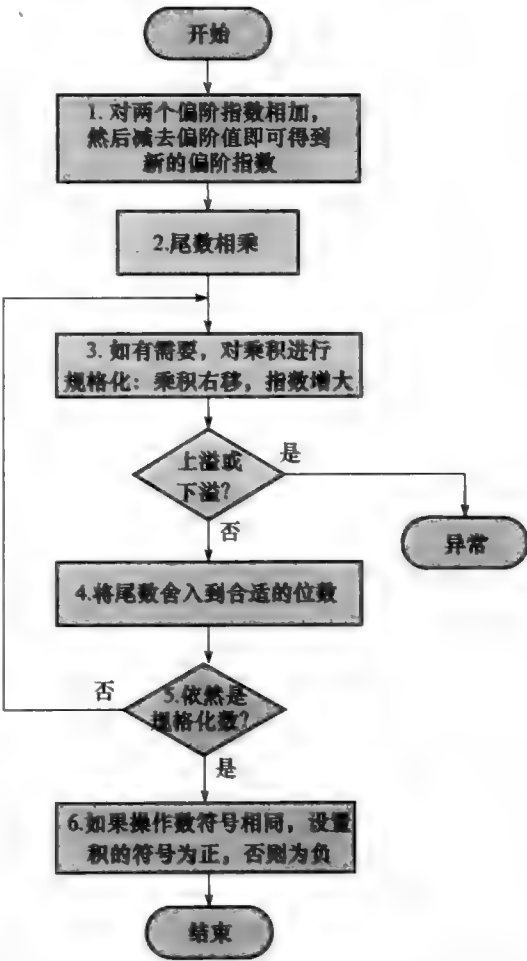 开始
1. 对两个偏阶指数相加,
然后减去偏阶值即可得到
新的偏阶指数
2.尾数相乘
3. 如有需要，对乘积进行
规格化：乘积右移，指数增大
上溢或
下溢?
是
否
异常
4.将尾数舍入到合适的位数
否
5.依然是
规格化数?
是
6.如果操作数符号相同，设置
积的符号为正，否则为负
结束